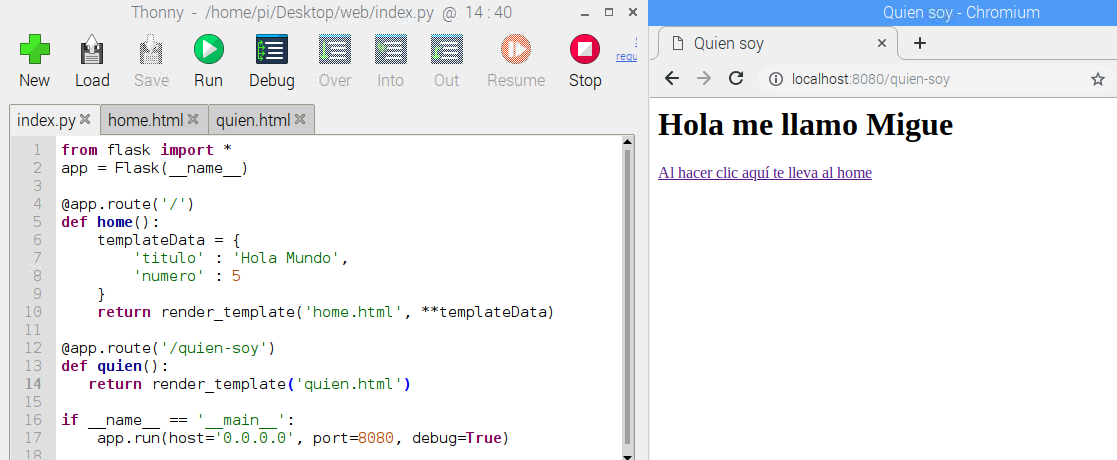 Thonny - /home/pi/Desktop/web/index.py @ 14 : 40
New Load Save Run Debug Over Into Out Resume Stop
requ
index.py home.html quien.html
1 from flask import *
2 app = Flask(__name__)
3
4 @app.route('/')
5 def home():
6     templateData = {
7         'titulo' : 'Hola Mundo',
8         'numero' : 5
9     }
10     return render_template('home.html', **templateData)
11
12 @app.route('/quien-soy')
13 def quien():
14    return render_template('quien.html')
15
16 if __name__ == '__main__':
17     app.run(host='0.0.0.0', port=8080, debug=True)
18
Quien soy - Chromium
Quien soy
localhost:8080/quien-soy
Hola me llamo Migue
Al hacer clic aquí te lleva al home